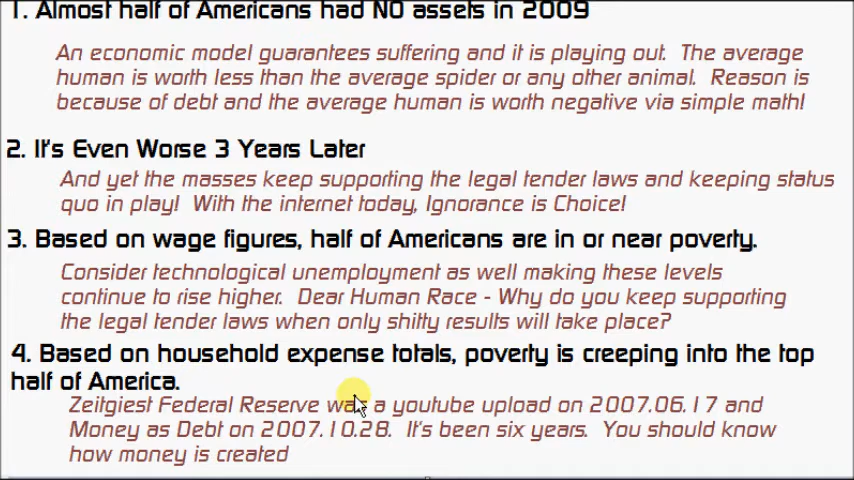 1. Almost half of Americans had NO assets in 2009
An economic model guarantees suffering and it is playing out.  The average
human is worth less than the average spider or any other animal.  Reason is
because of debt and the average human is worth negative via simple math!
2. It's Even Worse 3 Years Later
And yet the masses keep supporting the legal tender laws and keeping status
quo in play!  With the internet today, Ignorance is Choice!
3. Based on wage figures, half of Americans are in or near poverty.
Consider technological unemployment as well making these levels
continue to rise higher.  Dear Human Race - Why do you keep supporting
the legal tender laws when only shitty results will take place?
4. Based on household expense totals, poverty is creeping into the top
half of America.
Zeitgiest Federal Reserve was a youtube upload on 2007.06.17 and
Money as Debt on 2007.10.28.  It's been six years.  You should know
how money is created